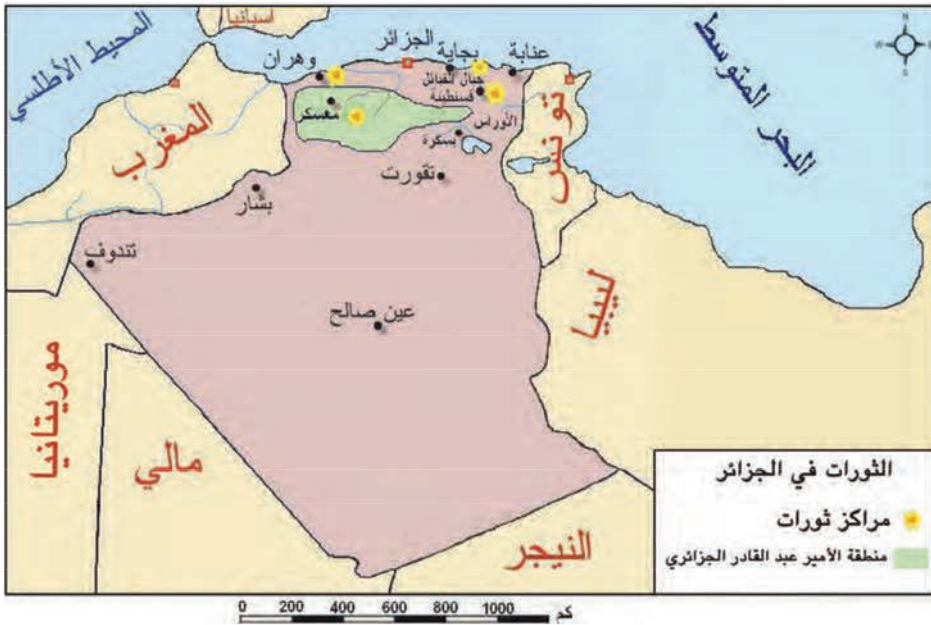 اسبانيا
المحيط الأطلسي
البحر المتوسط
الجزائر
بجاية
عنابة
وهران
جبال القبائل
قسنطينة
معسكر
الأوراس
بسكرة
تونس
المغرب
تقورت
بشار
تندوف
ليبيا
عين صالح
موريتانيا
مالي
النيجر
الثورات في الجزائر
مراكز ثورات
منطقة الأمير عبد القادر الجزائري
0 200 400 600 800 1000 كم
N
W E
S